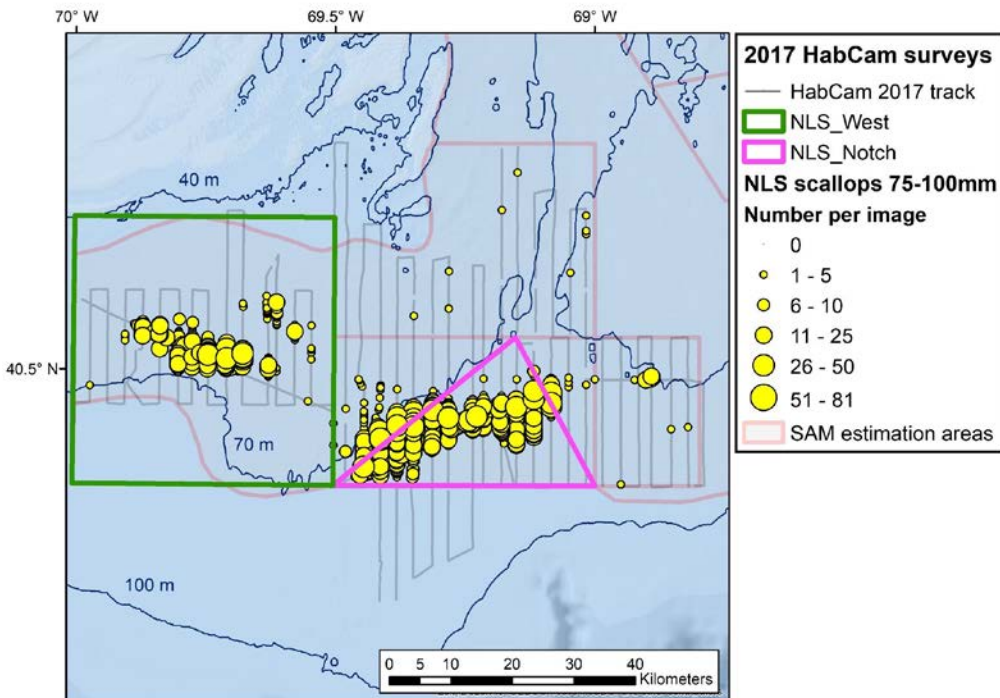 70° W 69.5° W 69° W
40.5° N
40 m
70 m
100 m
0 5 10 20 30 40
Kilometers
2017 HabCam surveys
HabCam 2017 track
NLS_West
NLS_Notch
NLS scallops 75-100mm
Number per image
0
1 - 5
6 - 10
11 - 25
26 - 50
51 - 81
SAM estimation areas